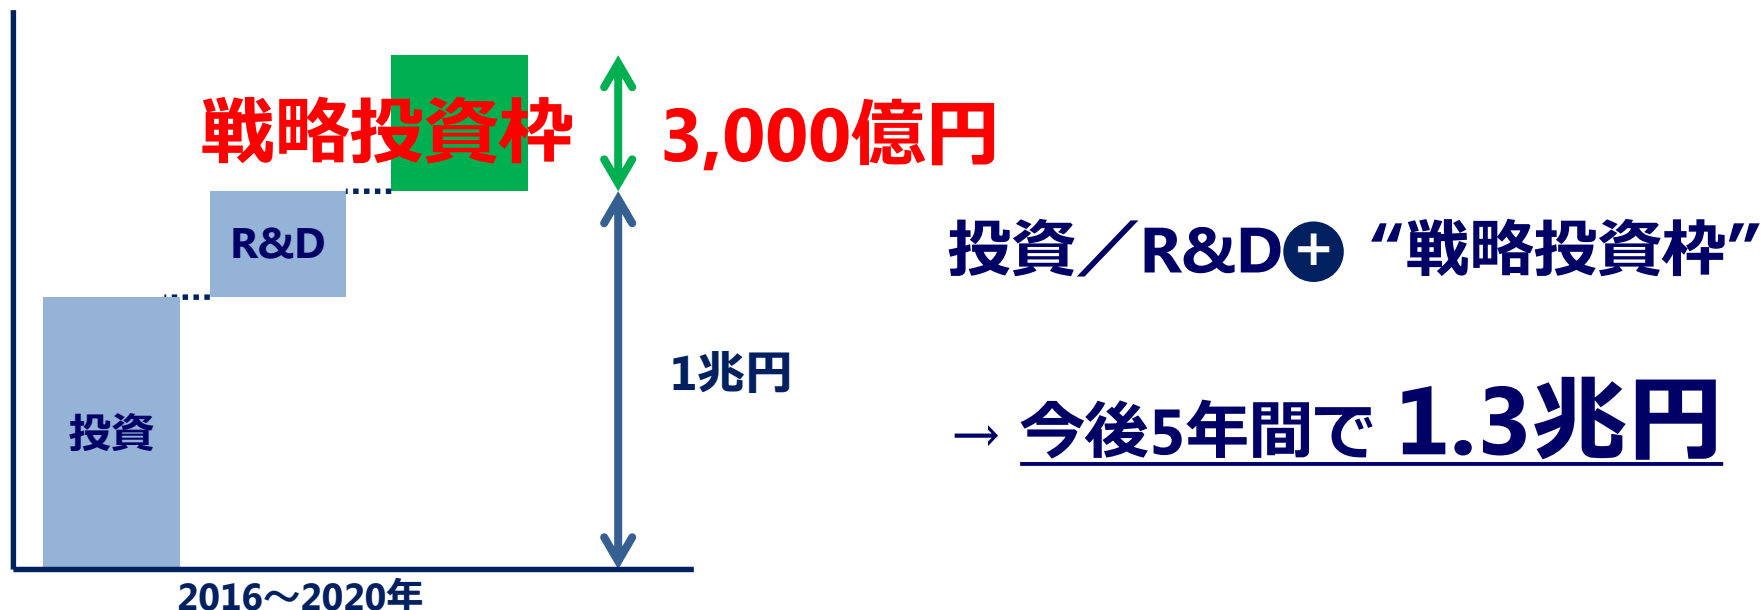 戦略投資枠
3,000億円
R&D
投資／R&D+ “戦略投資枠”
1兆円
投資
→ 今後5年間で 1.3兆円
2016～2020年